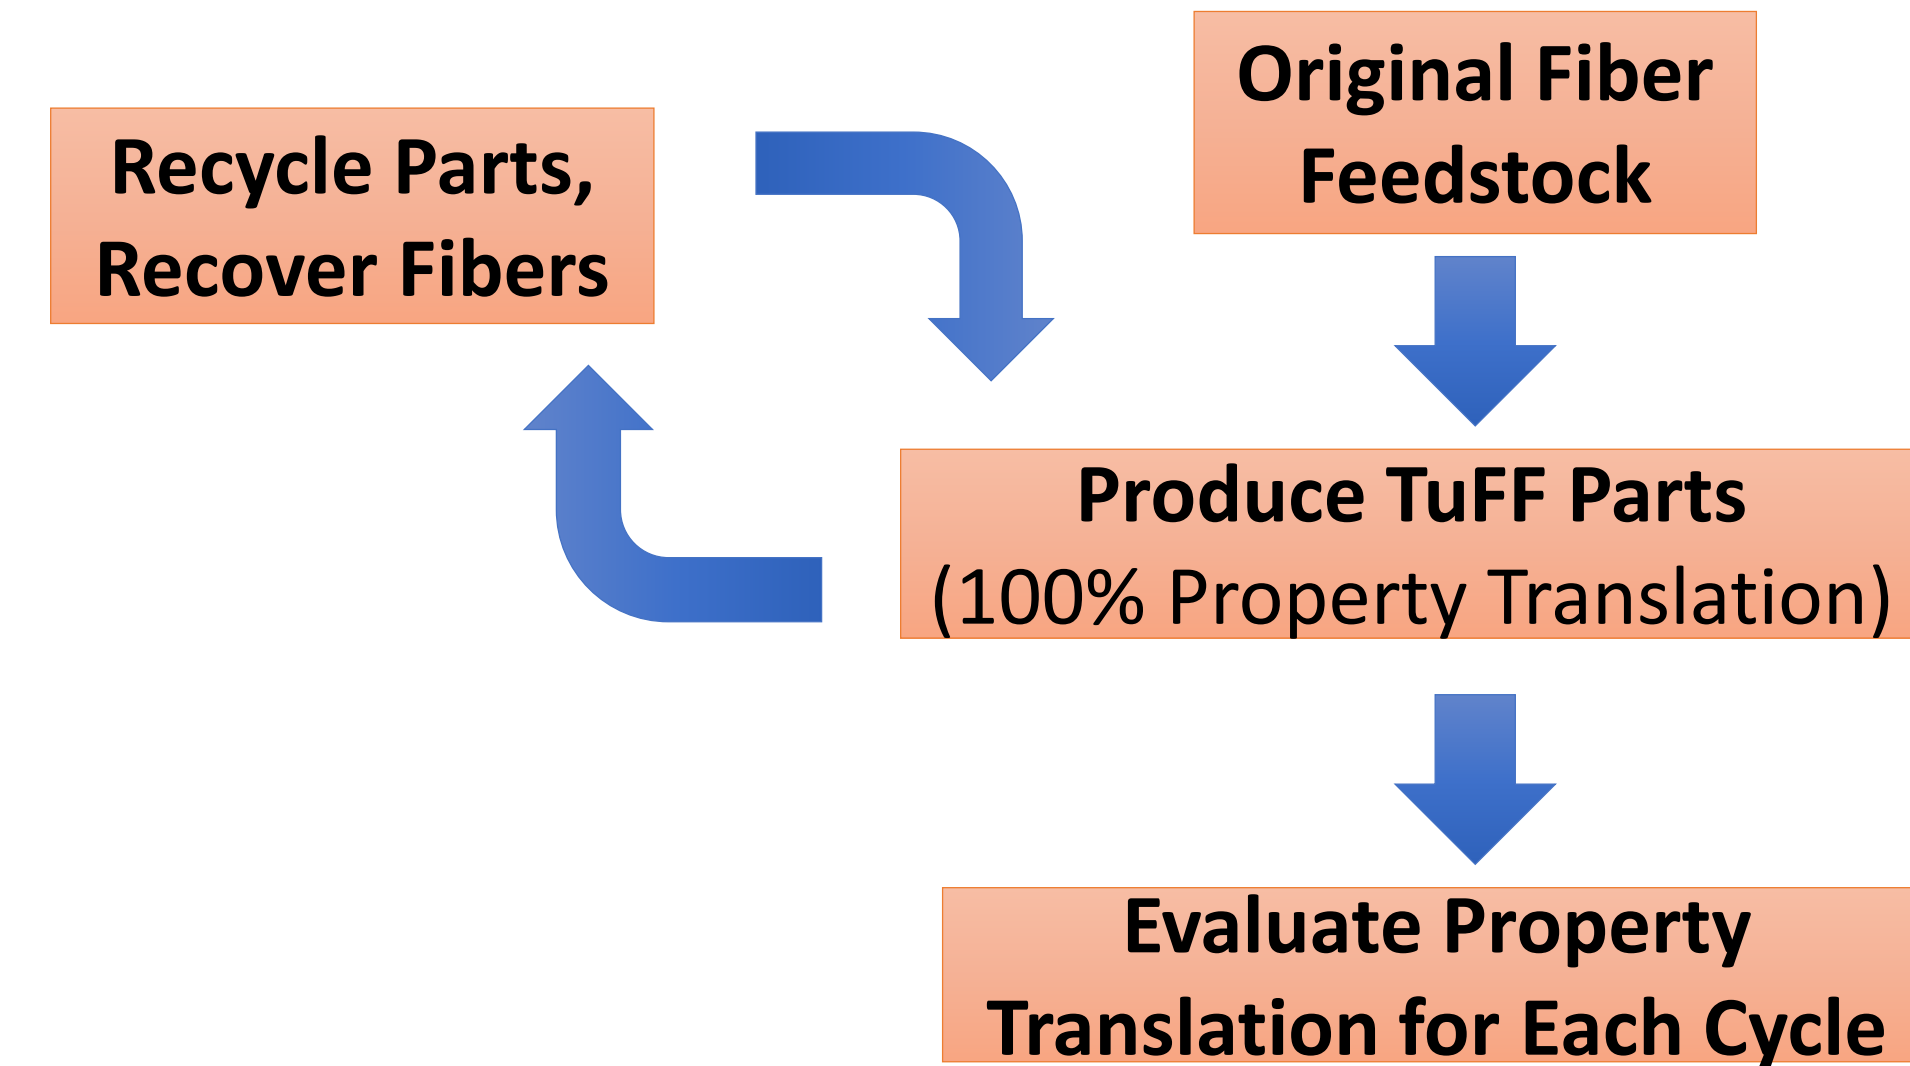 Original Fiber
Feedstock
Recycle Parts,
Recover Fibers
Produce TuFF Parts
(100% Property Translation)
Evaluate Property
Translation for Each Cycle